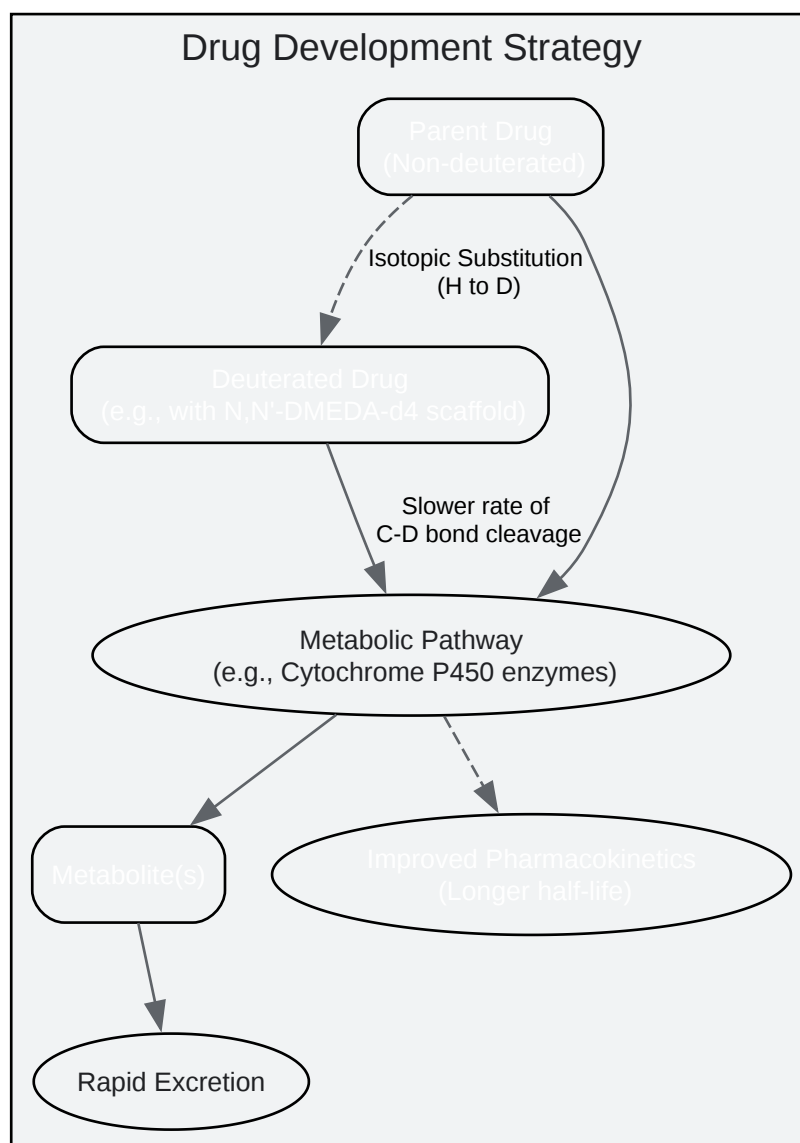 Drug Development Strategy
Parent Drug
(Non-deuterated)
Isotopic Substitution
(H to D)
Deuterated Drug
(e.g., with N,N'-DMEDA-d4 scaffold)
Slower rate of
C-D bond cleavage
Metabolic Pathway
(e.g., Cytochrome P450 enzymes)
Metabolite(s)
Improved Pharmacokinetics
(Longer half-life)
Rapid Excretion